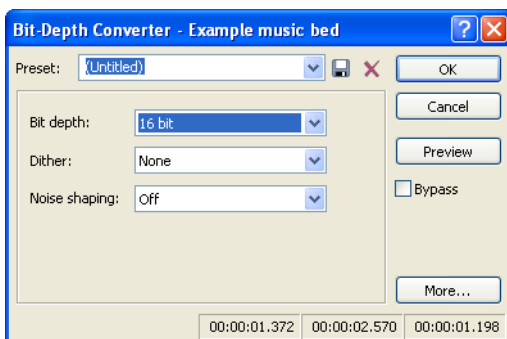 Bit-Depth Converter - Example music bed
Preset: (Untitled)
OK
Cancel
Bit depth: 16 bit
Dither: None
Preview
Noise shaping: Off
Bypass
More...
00:00:01.372 00:00:02.570 00:00:01.198